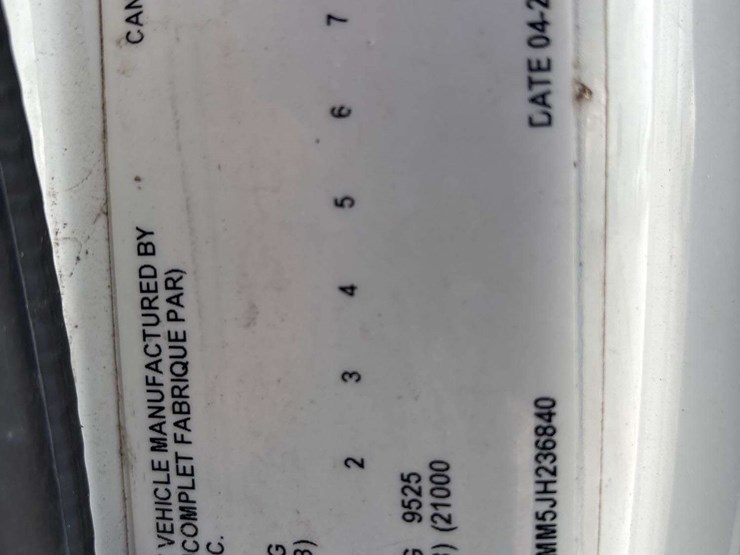 CAN
VEHICLE MANUFACTURED BY
COMPLET FABRIQUE PAR)
C.
2 3 4 5 6 7
G 9525
) (21000
MM5JH236840 DATE 04-2